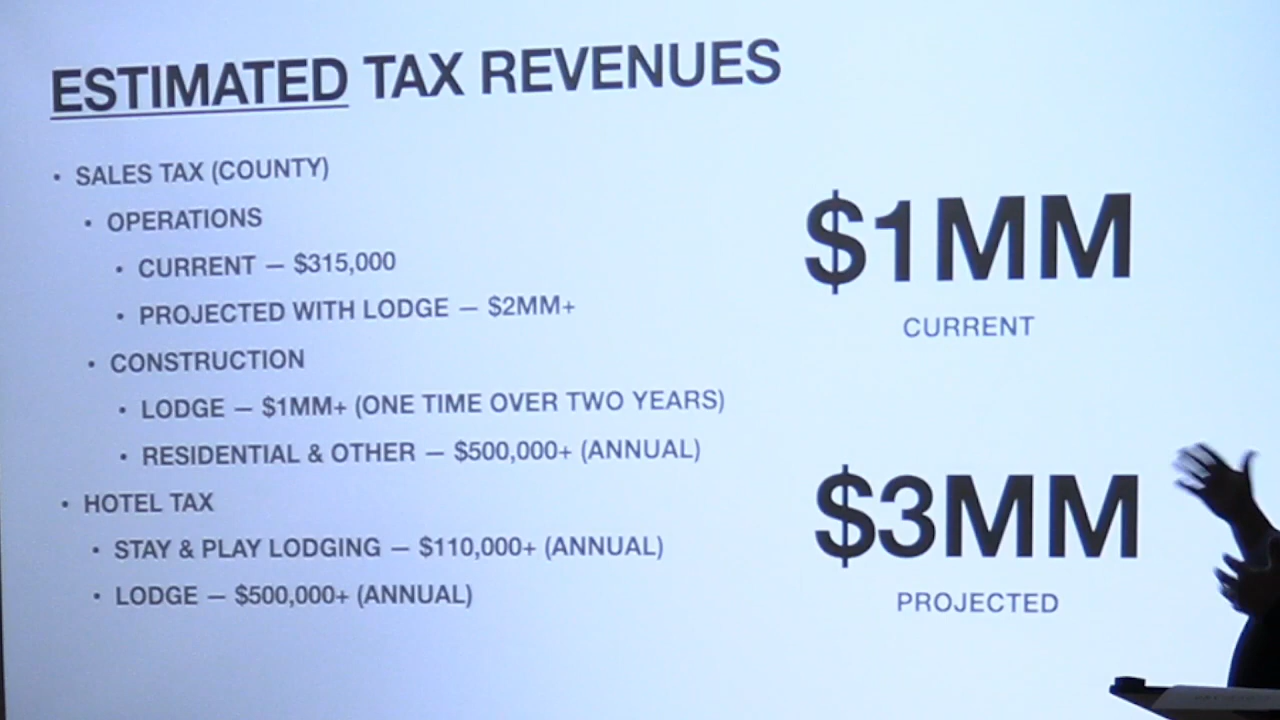 ESTIMATED TAX REVENUES
• SALES TAX (COUNTY)
• OPERATIONS
• CURRENT — $315,000
• PROJECTED WITH LODGE — $2MM+
• CONSTRUCTION
• LODGE — $1MM+ (ONE TIME OVER TWO YEARS)
• RESIDENTIAL & OTHER — $500,000+ (ANNUAL)
• HOTEL TAX
• STAY & PLAY LODGING — $110,000+ (ANNUAL)
• LODGE — $500,000+ (ANNUAL)
$1MM
CURRENT
$3MM
PROJECTED